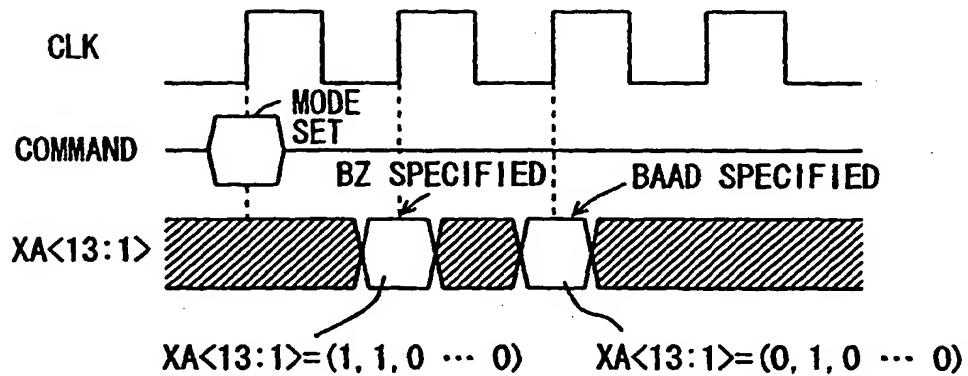 CLK
MODE
SET
COMMAND
BZ SPECIFIED
BAAD SPECIFIED
XA<13:1>
XA<13:1>=(1, 1, 0 ··· 0)
XA<13:1>=(0, 1, 0 ··· 0)